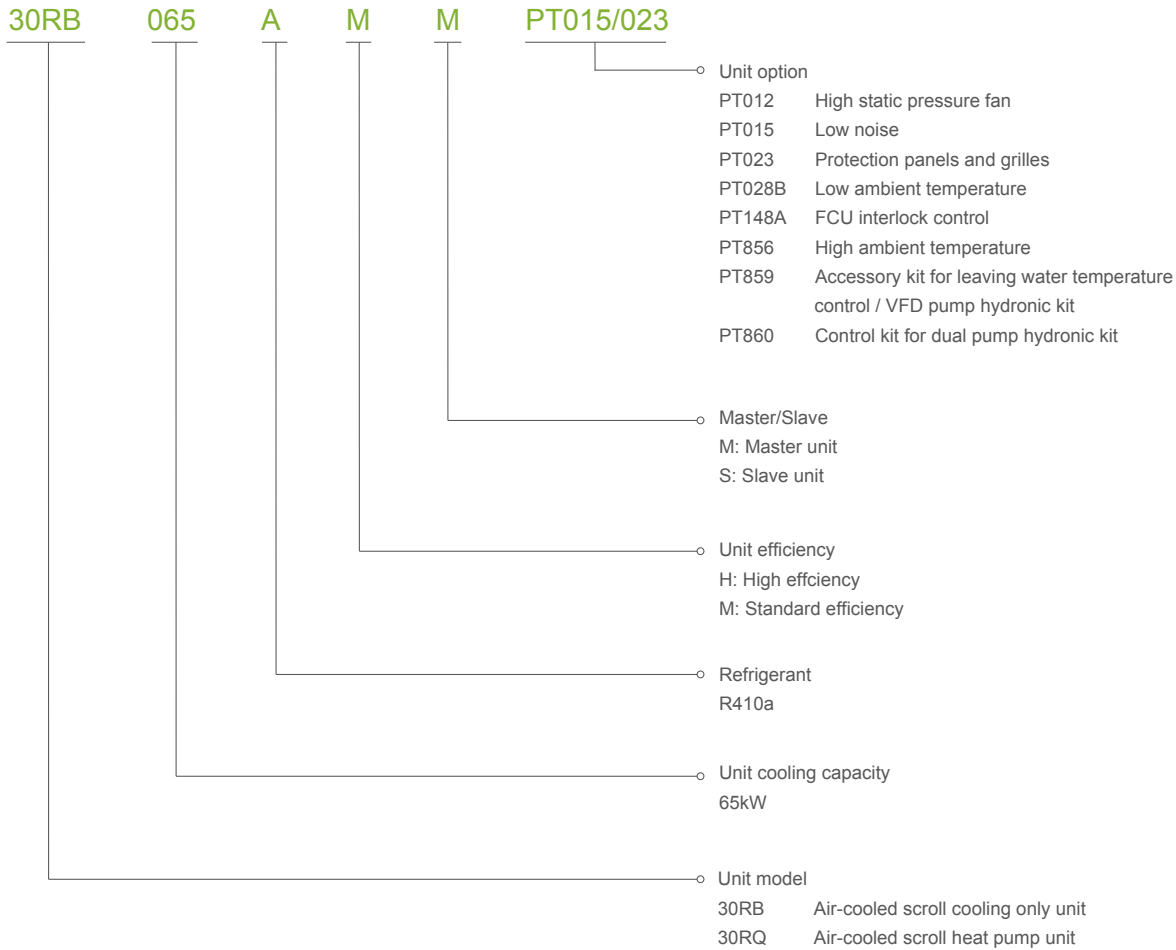 30RB 065 A M M PT015/023
Unit option
PT012 High static pressure fan
PT015 Low noise
PT023 Protection panels and grilles
PT028B Low ambient temperature
PT148A FCU interlock control
PT856 High ambient temperature
PT859 Accessory kit for leaving water temperature
control / VFD pump hydronic kit
PT860 Control kit for dual pump hydronic kit
Master/Slave
M: Master unit
S: Slave unit
Unit efficiency
H: High effciency
M: Standard efficiency
Refrigerant
R410a
Unit cooling capacity
65kW
Unit model
30RB Air-cooled scroll cooling only unit
30RQ Air-cooled scroll heat pump unit